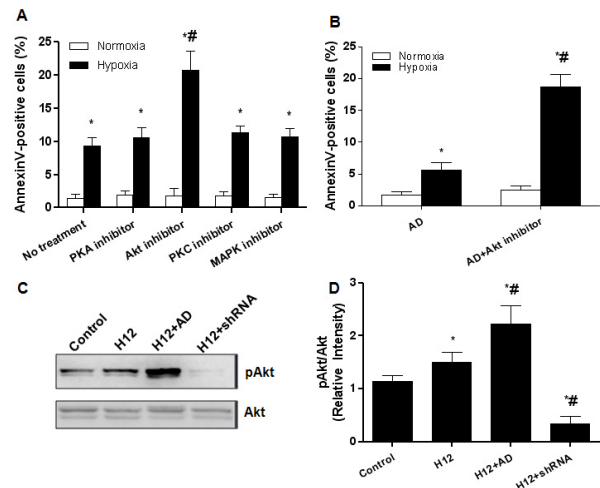 A
AnnexinV-positive cells (%)
25
20
15
10
5
0
Normoxia
Hypoxia
*
*
*#
*
*
No treatment
PKA inhibitor
Akt inhibitor
PKC inhibitor
MAPK inhibitor
B
AnnexinV-positive cells (%)
25
20
15
10
5
0
Normoxia
Hypoxia
*
*#
AD
AD+Akt inhibitor
C
Control
H12
H12+AD
H12+shRNA
pAkt
Akt
D
pAkt/Akt
(Relative Intensity)
3
2
1
0
*
*#
*#
Control
H12
H12+AD
H12+shRNA